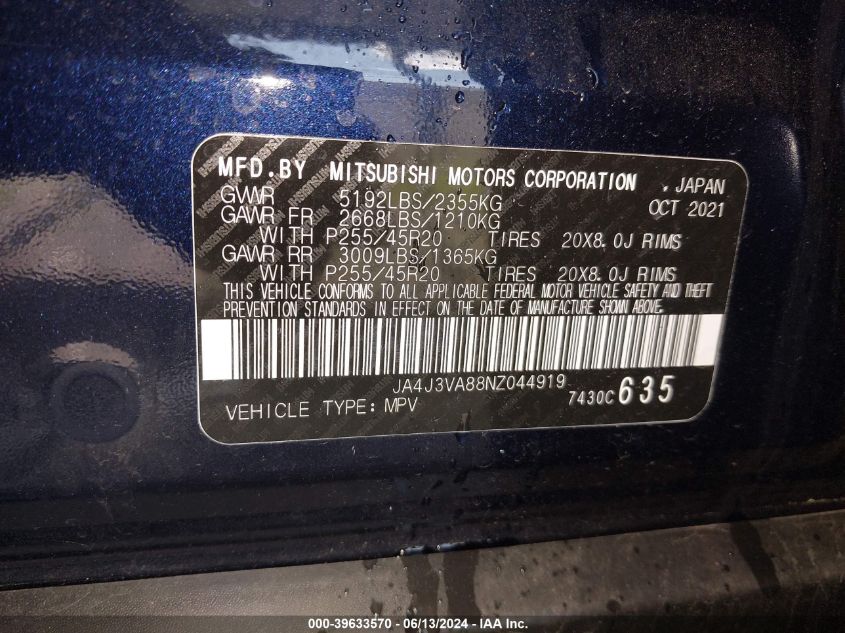 MFD. BY MITSUBISHI MOTORS CORPORATION , JAPAN
GVWR 5192LBS/2355KG OCT 2021
GAWR FR 2668LBS/1210KG
WITH P255/45R20 TIRES 20X8.0J RIMS
GAWR RR 3009LBS/1365KG
WITH P255/45R20 TIRES 20X8.0J RIMS
THIS VEHICLE CONFORMS TO ALL APPLICABLE FEDERAL MOTOR VEHICLE SAFETY AND THEFT
PREVENTION STANDARDS IN EFFECT ON THE DATE OF MANUFACTURE SHOWN ABOVE.
JA4J3VA88NZ044919
VEHICLE TYPE: MPV 7430C 635
000-39633570 - 06/13/2024 - IAA Inc.